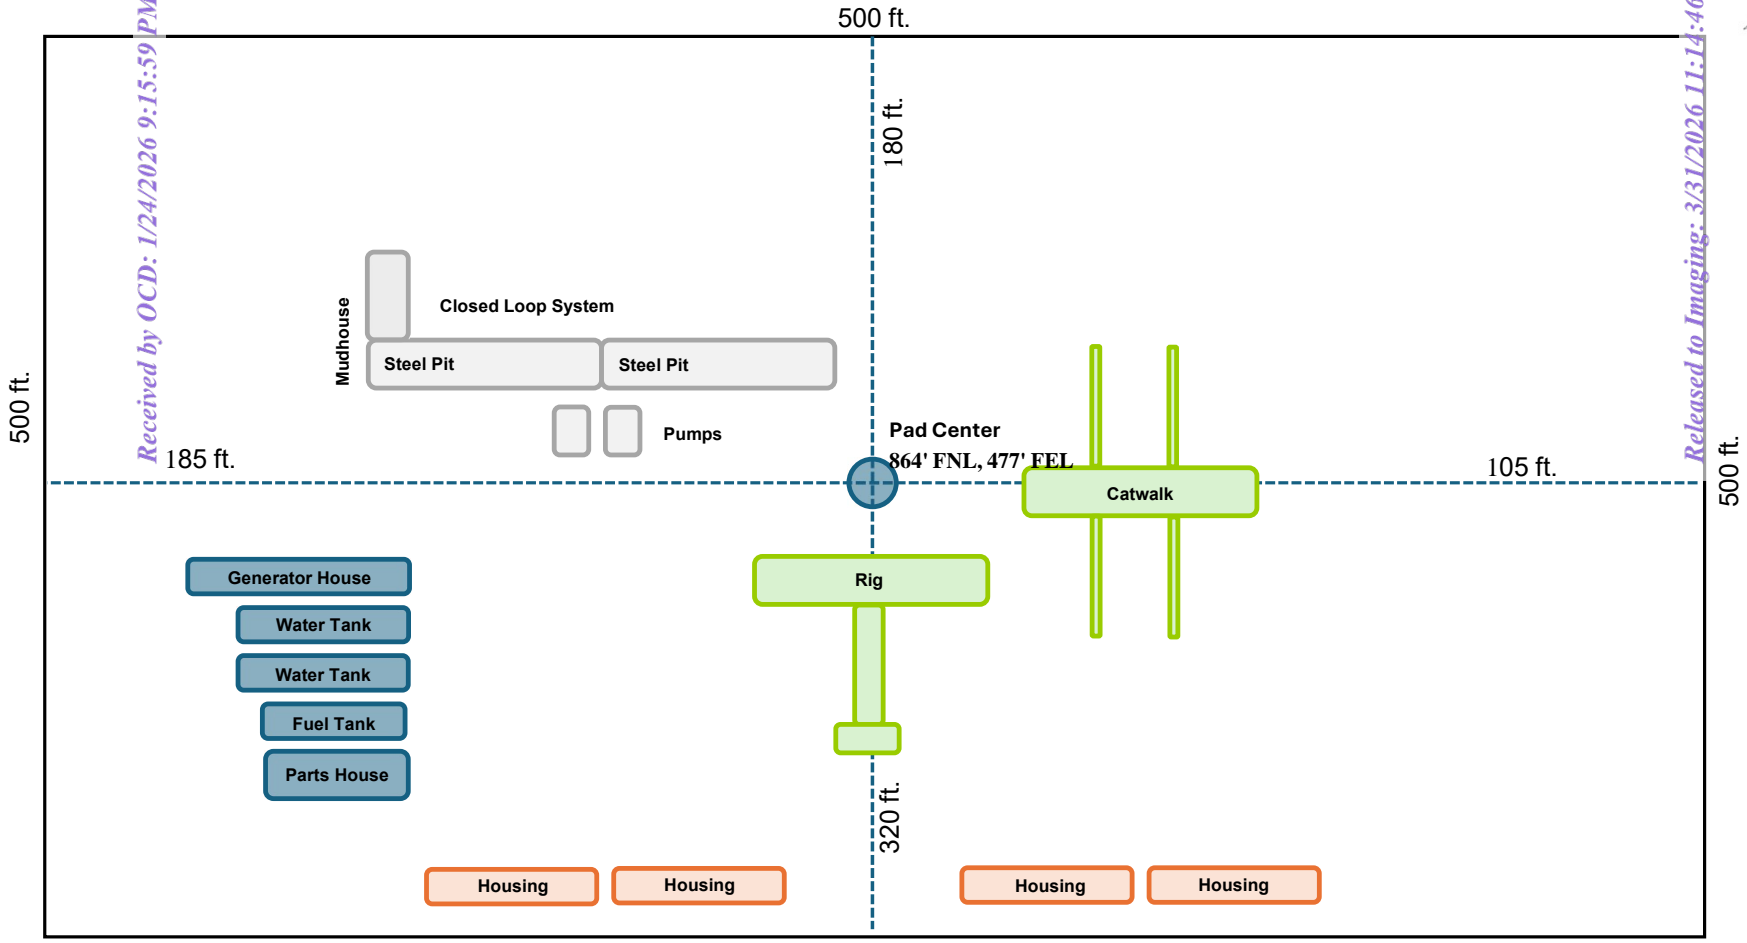 500 ft.
Received by OCD: 1/24/2026 9:15:59 PM
Released to Imaging: 3/31/2026 11:14:46
180 ft.
Closed Loop System
Mudhouse
Steel Pit
Steel Pit
500 ft.
Pumps
Pad Center
864' FNL, 477' FEL
185 ft.
105 ft.
500 ft.
Catwalk
Generator House
Rig
Water Tank
Water Tank
Fuel Tank
Parts House
320 ft.
Housing
Housing
Housing
Housing